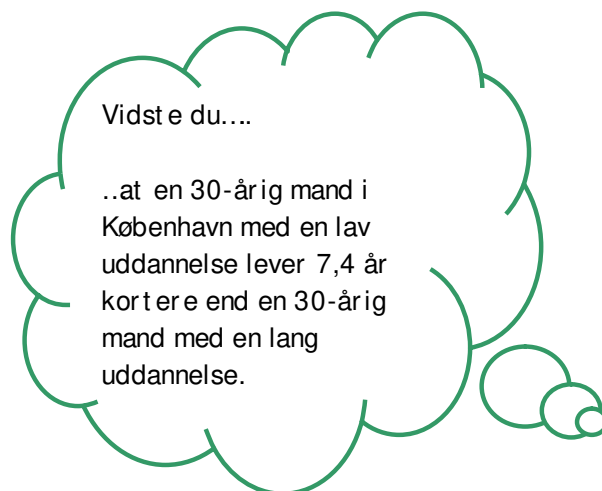 Vidste du....
..at en 30-årig mand i
København med en lav
uddannelse lever 7,4 år
kortere end en 30-årig
mand med en lang
uddannelse.